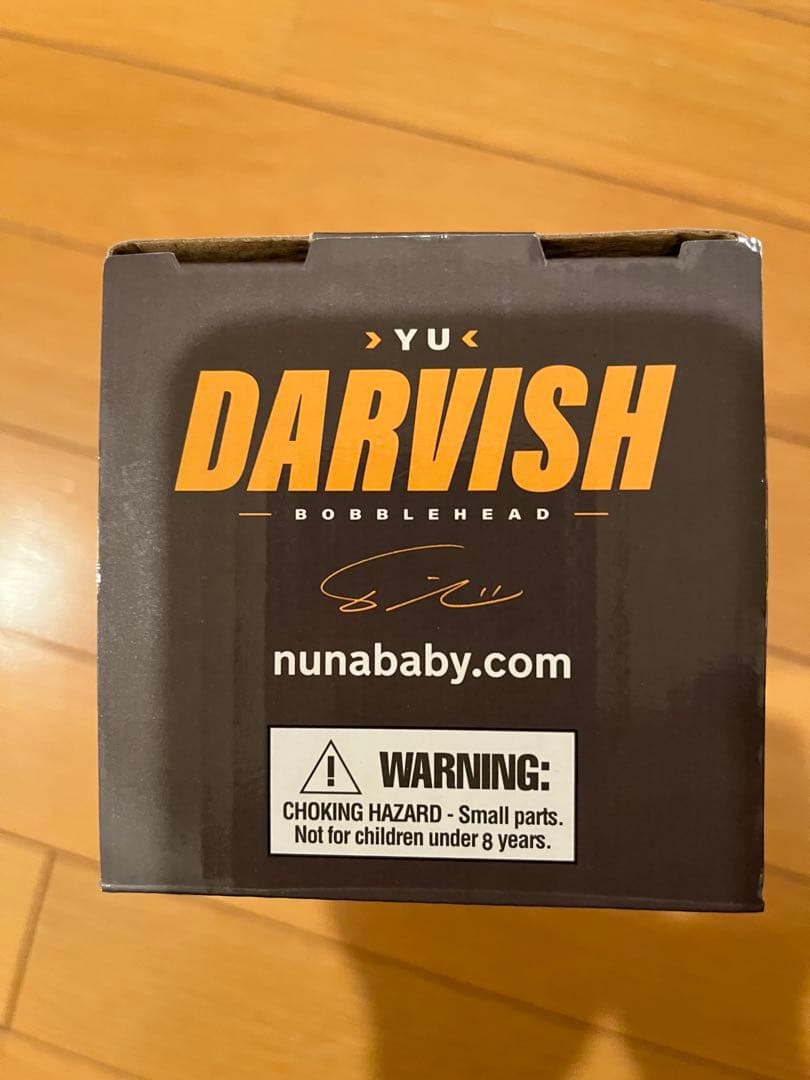 YU
DARVISH
BOBBLEHEAD
nunababy.com
WARNING:
CHOKING HAZARD - Small parts.
Not for children under 8 years.